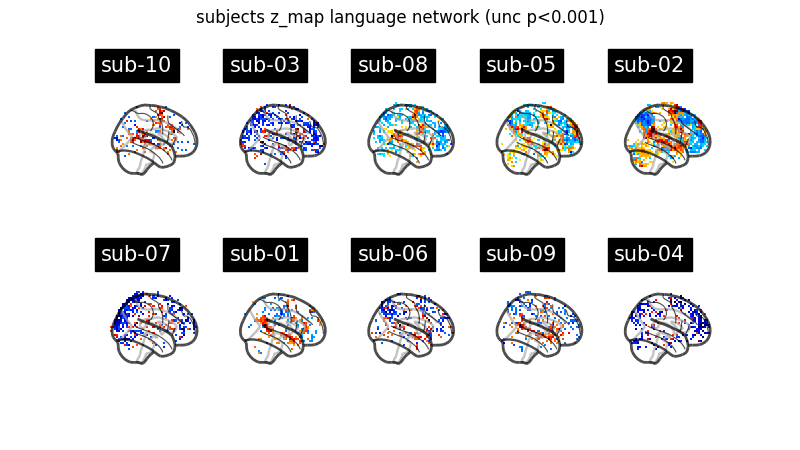 subjects z_map language network (unc p<0.001)
sub-10
sub-03
sub-08
sub-05
sub-02
sub-07
sub-01
sub-06
sub-09
sub-04